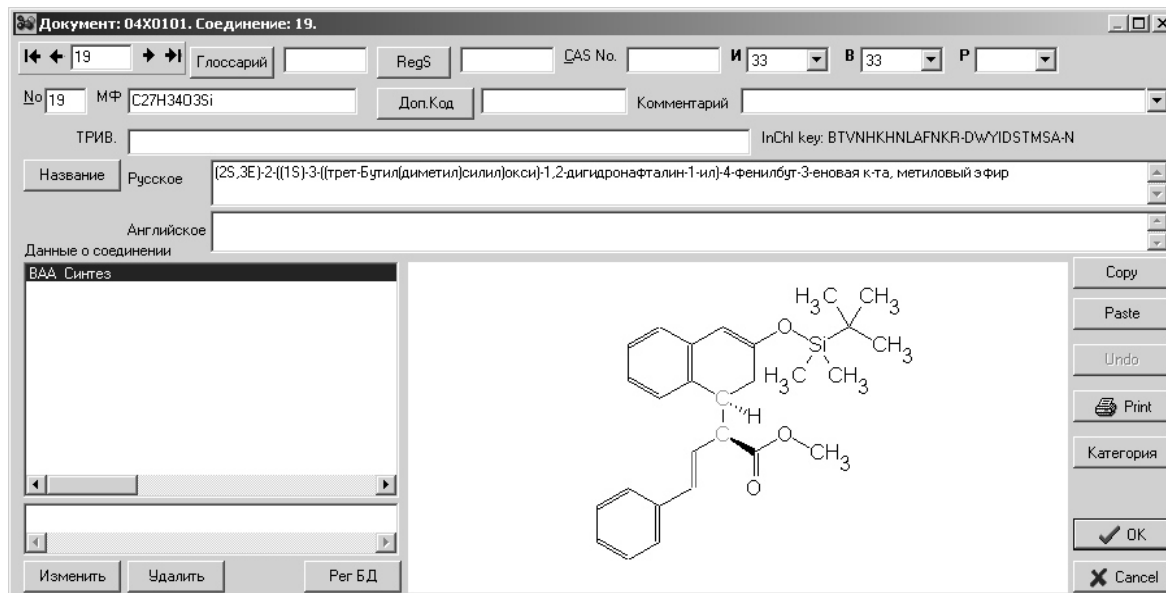 Документ: 04X0101. Соединение: 19.
19 Глоссарий RegS CAS No. И 33 В 33 Р
No 19 МФ C27H34O3Si Доп.Код Комментарий
ТРИВ. InChI key: BTVNHKHNLAFNKR-DWYIDSTMSA-N
Название Русское (2S,3E)-2-((1S)-3-((трет-Бутил(диметил)силил)окси)-1,2-дигидронафталин-1-ил)-4-фенилбут-3-еновая к-та, метиловый эфир
Английское
Данные о соединении
BAA Синтез
Copy
Paste
Undo
Print
Категория
OK
Cancel
H3C CH3
O Si CH3
H3C CH3
C H
C O CH3
O
Изменить Удалить Рег БД